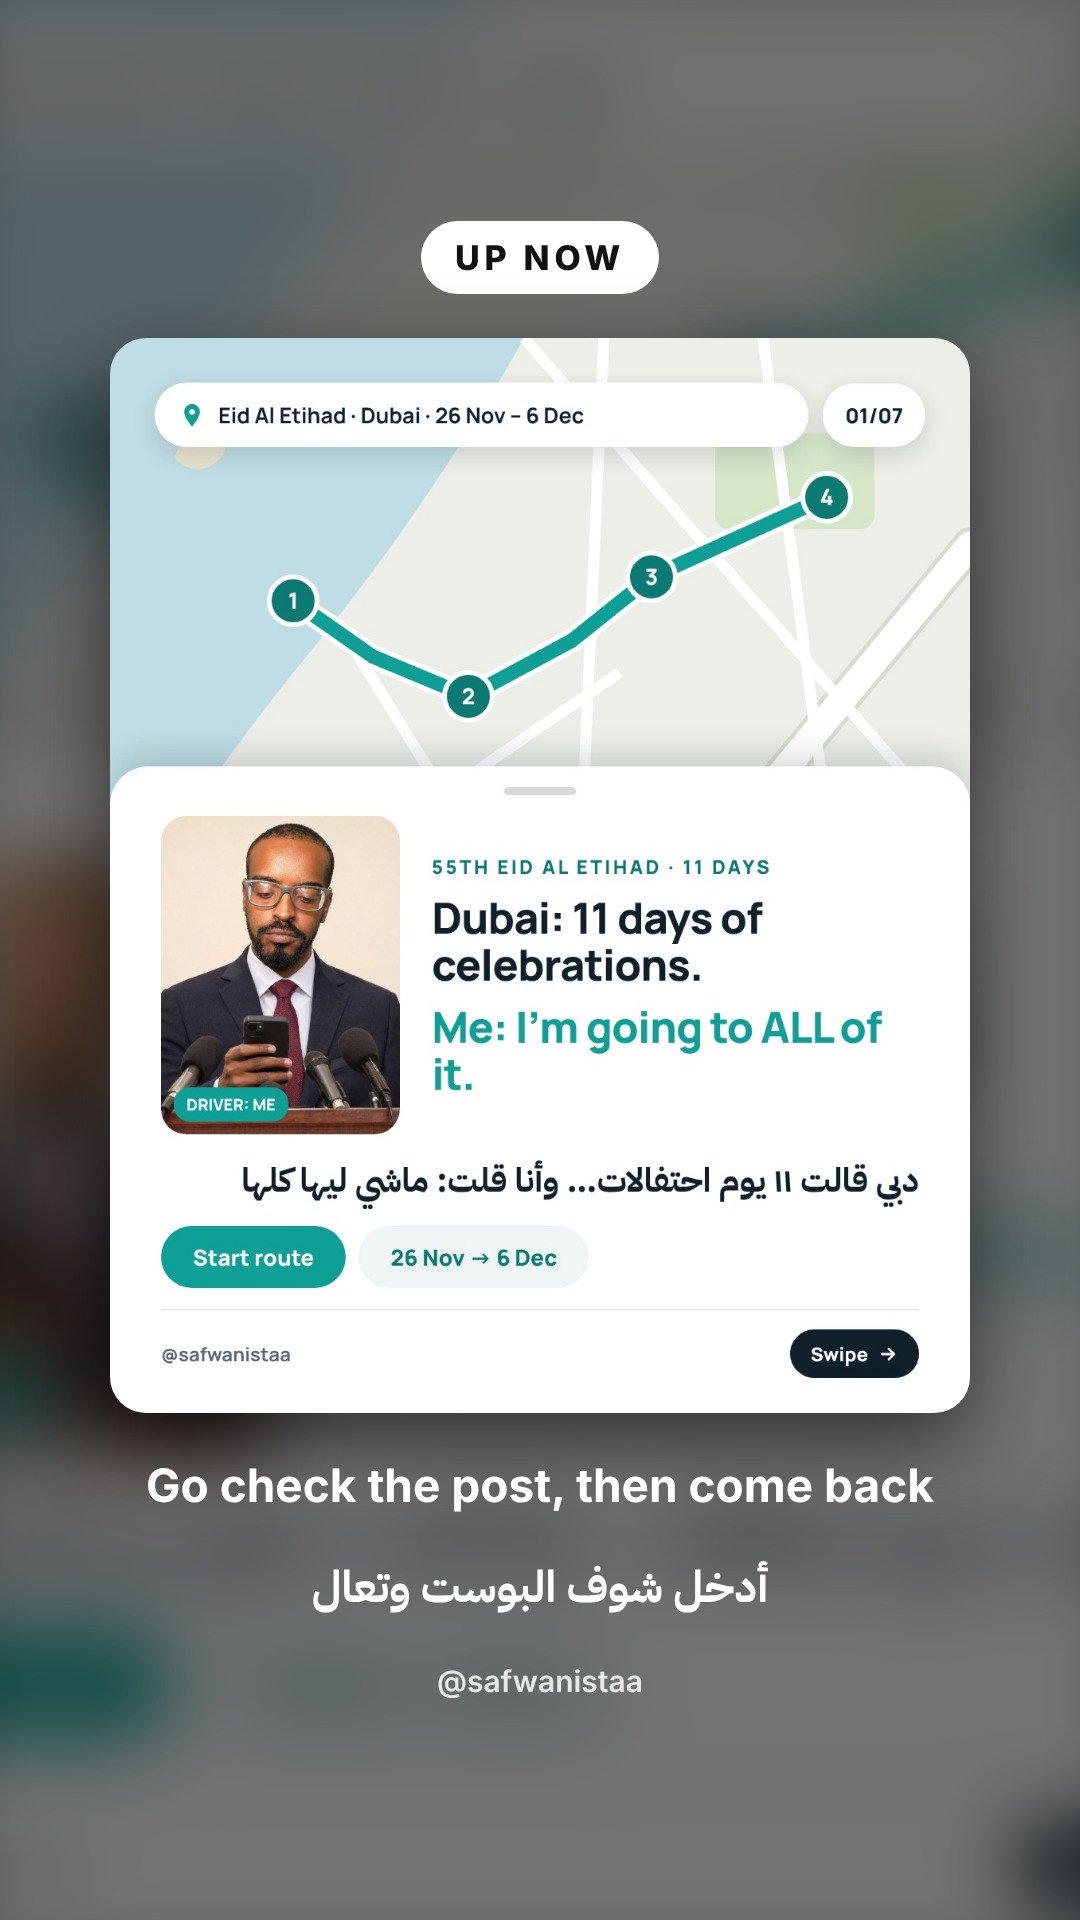 UP NOW
Eid Al Etihad · Dubai · 26 Nov – 6 Dec
01/07
1
2
3
4
DRIVER: ME
55TH EID AL ETIHAD · 11 DAYS
Dubai: 11 days of
celebrations.
Me: I’m going to ALL of
it.
دبي قالت ١١ يوم احتفالات... وأنا قلت: ماشي ليها كلها
Start route
26 Nov → 6 Dec
@safwanistaa
Swipe →
Go check the post, then come back
أدخل شوف البوست وتعال
@safwanistaa